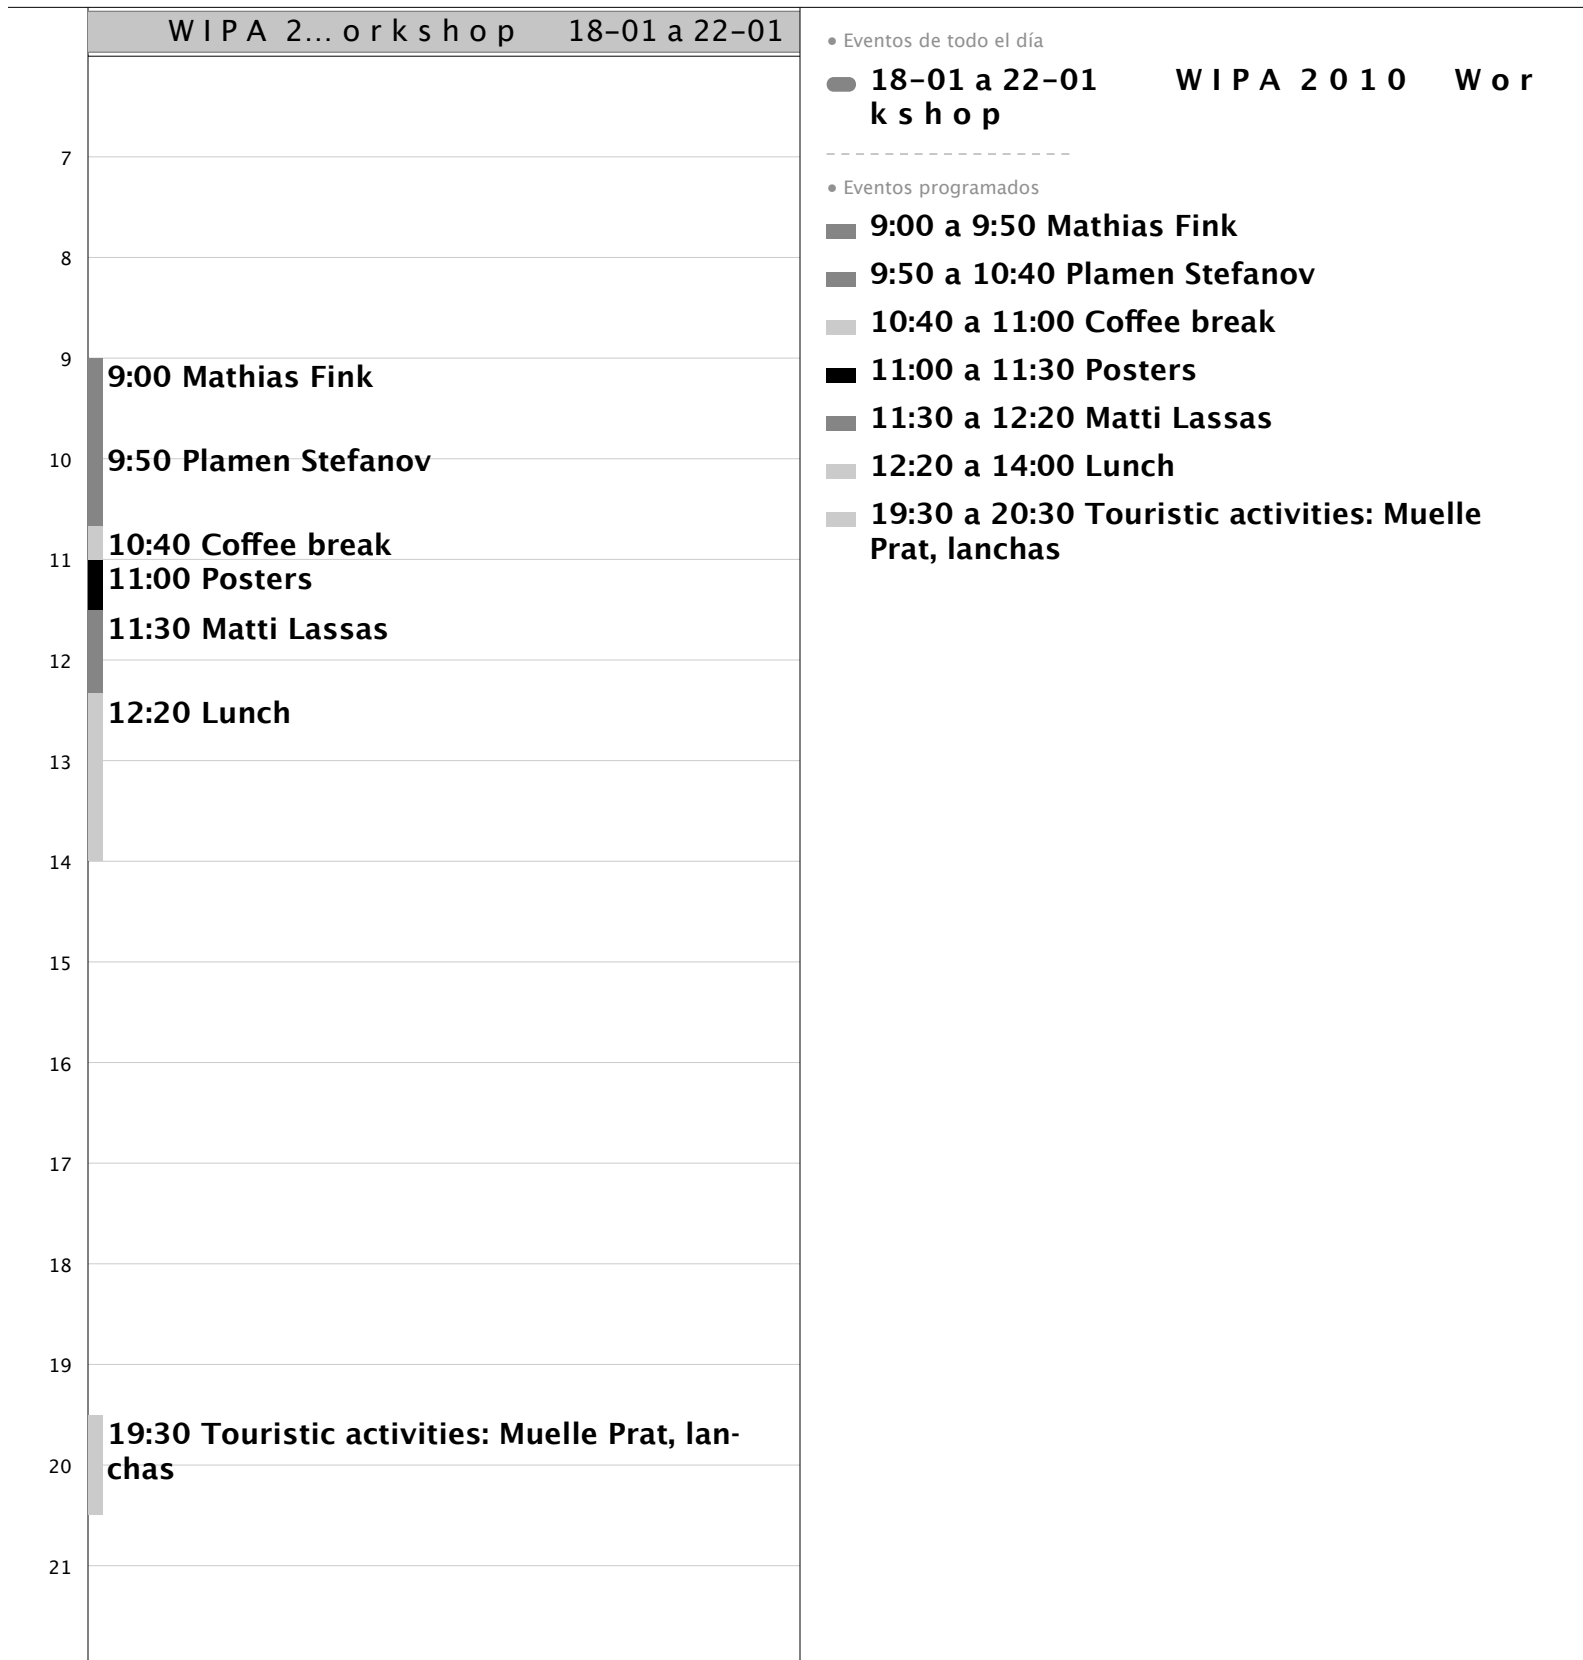 W I P A 2... o r k s h o p 18-01 a 22-01
7
8
9
9:00 Mathias Fink
10
9:50 Plamen Stefanov
10:40 Coffee break
11
11:00 Posters
11:30 Matti Lassas
12
12:20 Lunch
13
14
15
16
17
18
19
19:30 Touristic activities: Muelle Prat, lan-
20
chas
21
• Eventos de todo el día
18-01 a 22-01 W I P A 2 0 1 0 W o r
k s h o p
• Eventos programados
9:00 a 9:50 Mathias Fink
9:50 a 10:40 Plamen Stefanov
10:40 a 11:00 Coffee break
11:00 a 11:30 Posters
11:30 a 12:20 Matti Lassas
12:20 a 14:00 Lunch
19:30 a 20:30 Touristic activities: Muelle
Prat, lanchas